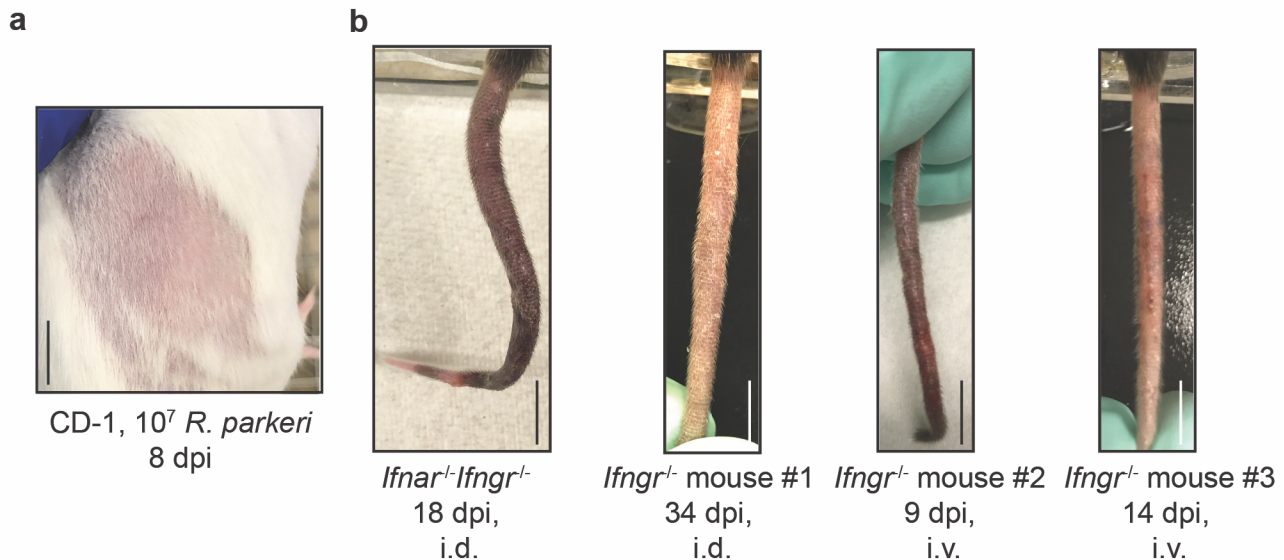 a
b
CD-1, 10⁷ R. parkeri
8 dpi
Ifnar⁻/⁻Ifngr⁻/⁻
18 dpi,
i.d.
Ifngr⁻/⁻ mouse #1
34 dpi,
i.d.
Ifngr⁻/⁻ mouse #2
9 dpi,
i.v.
Ifngr⁻/⁻ mouse #3
14 dpi,
i.v.